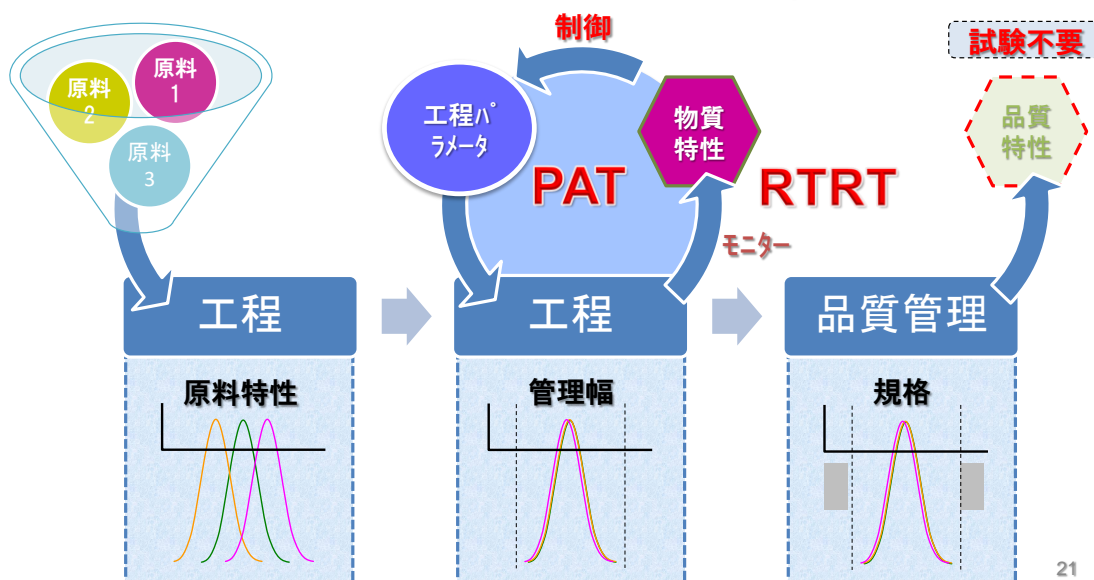 制御
試験不要
原料
1
原料
2
原料
3
工程パ
ラメータ
物質
特性
品質
特性
PAT
RTRT
モニター
工程
工程
品質管理
原料特性
管理幅
規格
21